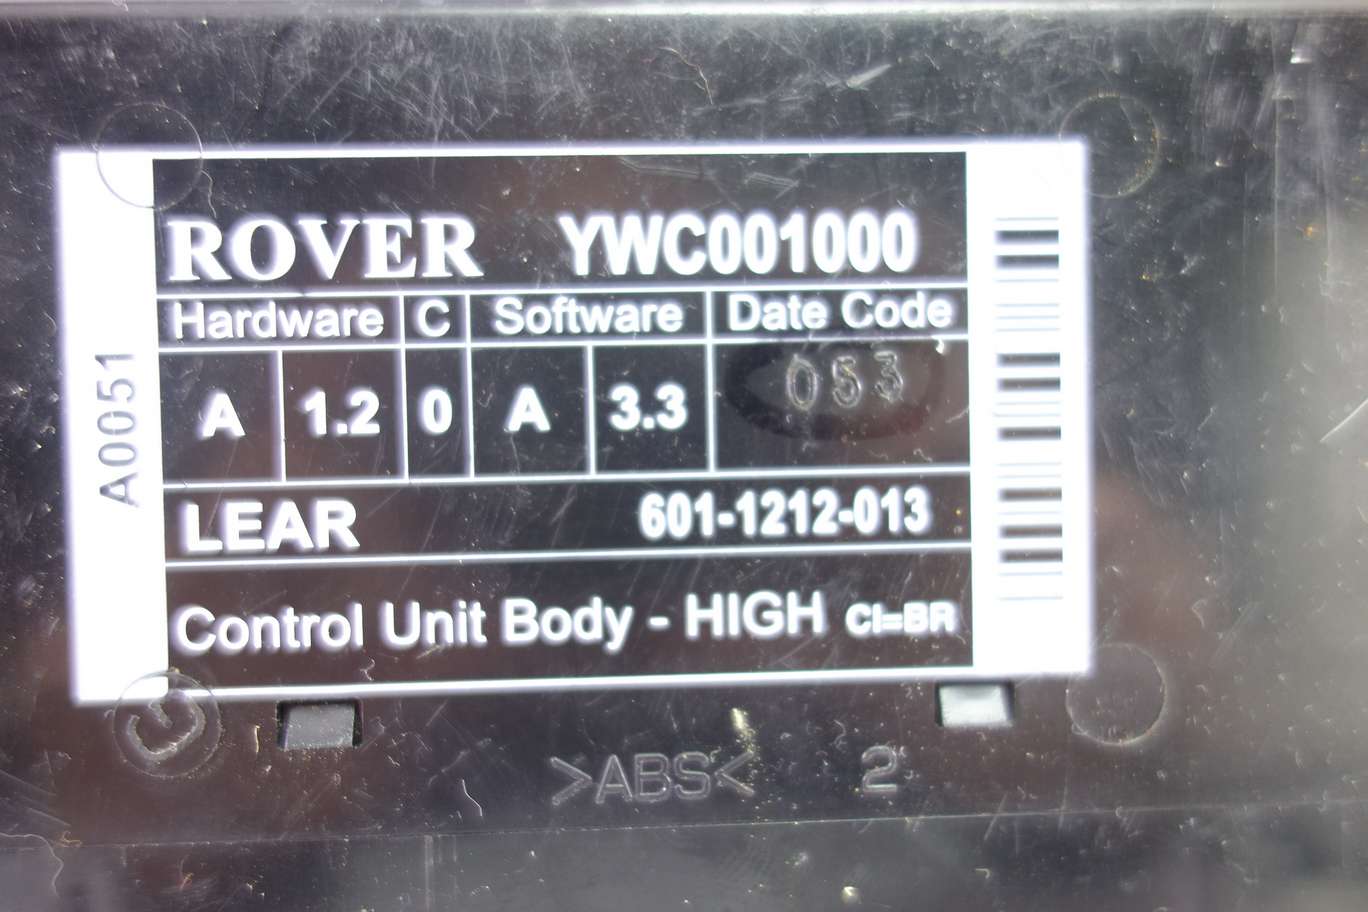 ROVER YWC001000
Hardware C Software Date Code
A 1.2 0 A 3.3 053
LEAR 601-1212-013
Control Unit Body - HIGH CI=BR
A0051
>ABS< 2